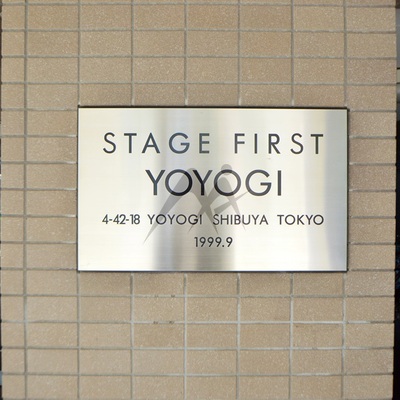 STAGE FIRST
YOYOGI
4-42-18 YOYOGI SHIBUYA TOKYO
1999.9